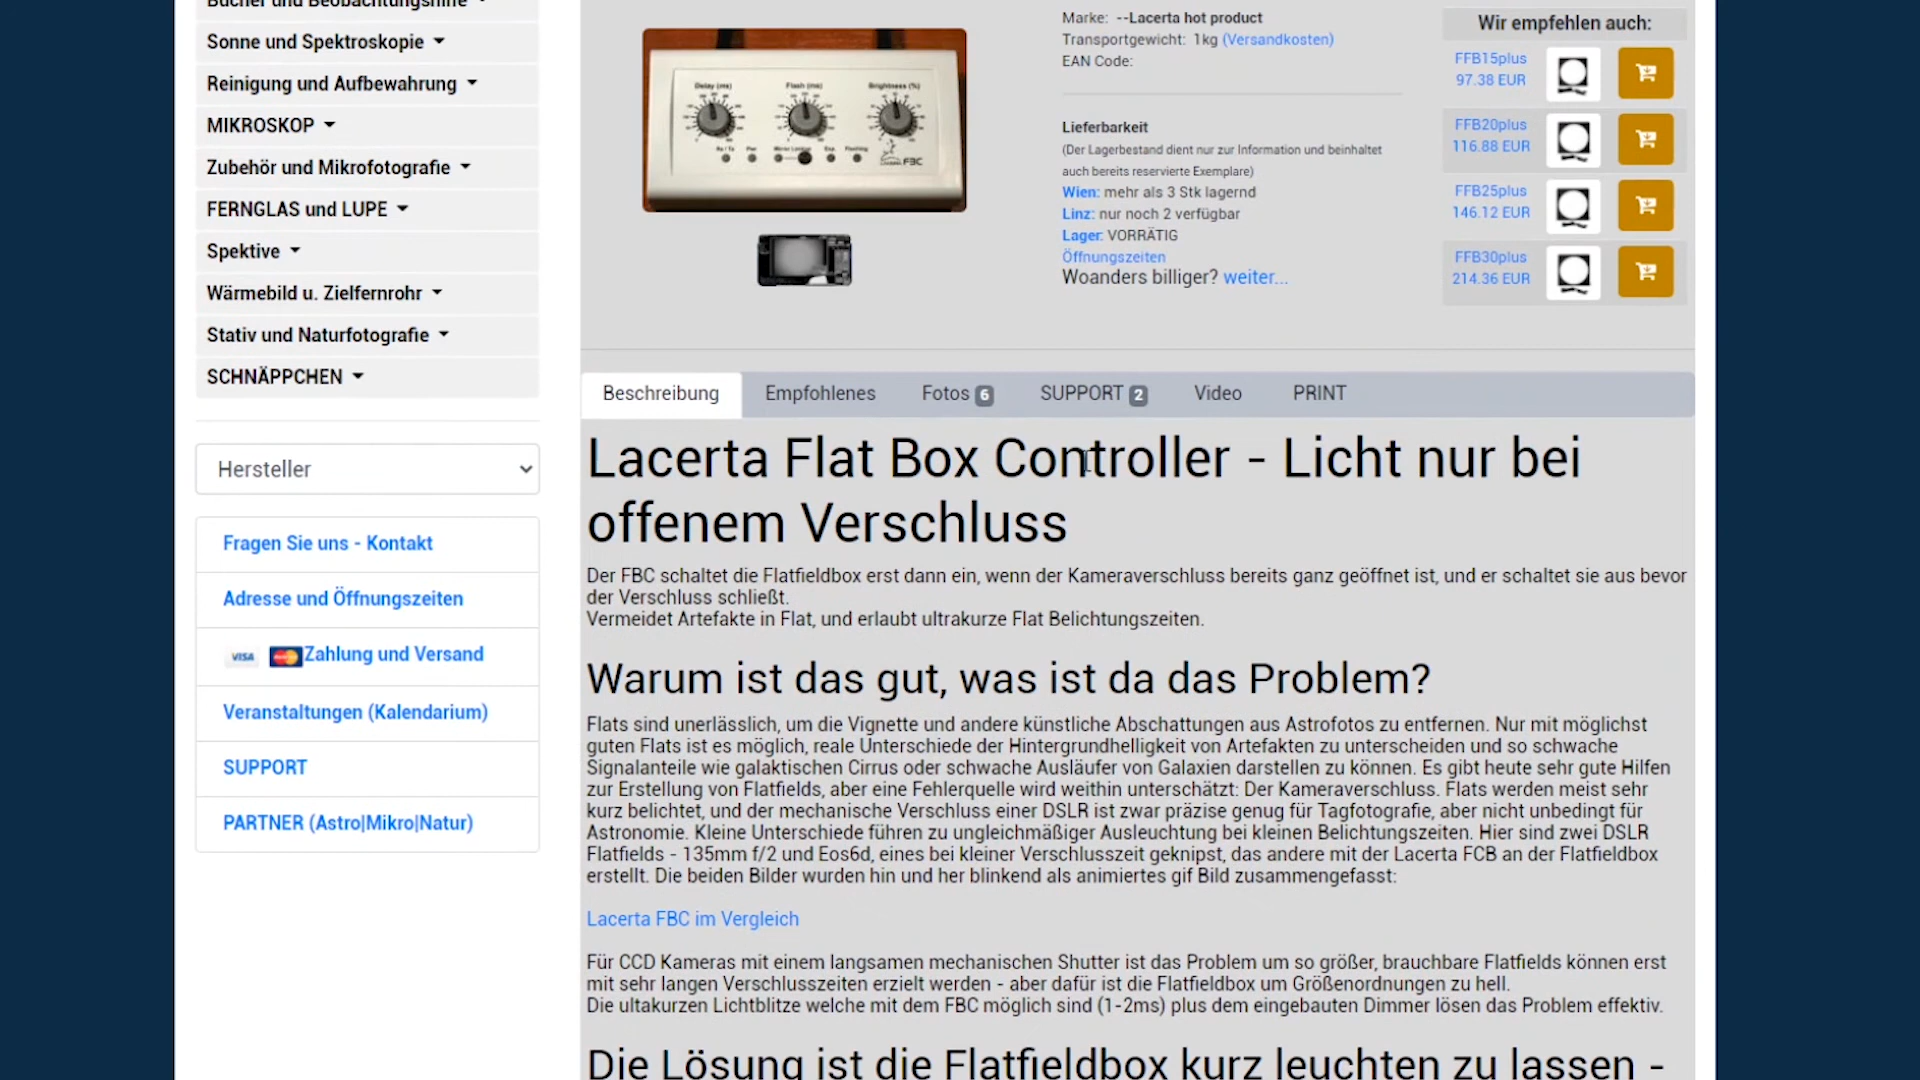 Bücher und Beobachtungshilfe
Sonne und Spektroskopie
Reinigung und Aufbewahrung
MIKROSKOP
Zubehör und Mikrofotografie
FERNGLAS und LUPE
Spektive
Wärmebild u. Zielfernrohr
Stativ und Naturfotografie
SCHNÄPPCHEN
Hersteller
Fragen Sie uns - Kontakt
Adresse und Öffnungszeiten
VISA MasterCard Zahlung und Versand
Veranstaltungen (Kalendarium)
SUPPORT
PARTNER (Astro|Mikro|Natur)
Delay (ms) Flash (ms) Brightness (%)
FBC
Marke: --Lacerta hot product
Transportgewicht: 1kg (Versandkosten)
EAN Code:
Lieferbarkeit
(Der Lagerbestand dient nur zur Information und beinhaltet
auch bereits reservierte Exemplare)
Wien: mehr als 3 Stk lagernd
Linz: nur noch 2 verfügbar
Lager: VORRÄTIG
Öffnungszeiten
Woanders billiger? weiter...
Wir empfehlen auch:
FFB15plus
97.38 EUR
FFB20plus
116.88 EUR
FFB25plus
146.12 EUR
FFB30plus
214.36 EUR
Beschreibung Empfohlenes Fotos 6 SUPPORT 2 Video PRINT
Lacerta Flat Box Controller - Licht nur bei
offenem Verschluss
Der FBC schaltet die Flatfieldbox erst dann ein, wenn der Kameraverschluss bereits ganz geöffnet ist, und er schaltet sie aus bevor
der Verschluss schließt.
Vermeidet Artefakte in Flat, und erlaubt ultrakurze Flat Belichtungszeiten.
Warum ist das gut, was ist da das Problem?
Flats sind unerlässlich, um die Vignette und andere künstliche Abschattungen aus Astrofotos zu entfernen. Nur mit möglichst
guten Flats ist es möglich, reale Unterschiede der Hintergrundhelligkeit von Artefakten zu unterscheiden und so schwache
Signalanteile wie galaktischen Cirrus oder schwache Ausläufer von Galaxien darstellen zu können. Es gibt heute sehr gute Hilfen
zur Erstellung von Flatfields, aber eine Fehlerquelle wird weithin unterschätzt: Der Kameraverschluss. Flats werden meist sehr
kurz belichtet, und der mechanische Verschluss einer DSLR ist zwar präzise genug für Tagfotografie, aber nicht unbedingt für
Astronomie. Kleine Unterschiede führen zu ungleichmäßiger Ausleuchtung bei kleinen Belichtungszeiten. Hier sind zwei DSLR
Flatfields - 135mm f/2 und Eos6d, eines bei kleiner Verschlusszeit geknipst, das andere mit der Lacerta FCB an der Flatfieldbox
erstellt. Die beiden Bilder wurden hin und her blinkend als animiertes gif Bild zusammengefasst:
Lacerta FBC im Vergleich
Für CCD Kameras mit einem langsamen mechanischen Shutter ist das Problem um so größer, brauchbare Flatfields können erst
mit sehr langen Verschlusszeiten erzielt werden - aber dafür ist die Flatfieldbox um Größenordnungen zu hell.
Die ultakurzen Lichtblitze welche mit dem FBC möglich sind (1-2ms) plus dem eingebauten Dimmer lösen das Problem effektiv.
Die Lösung ist die Flatfieldbox kurz leuchten zu lassen -